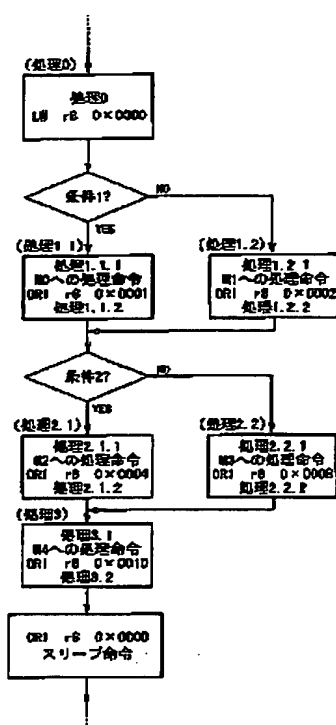 (処理0)
処理0
LW r8 0×0000
条件1?
NO
YES
(処理1.1)
(処理1.2)
処理1.1.1
M0への処理命令
ORI r8 0×0001
処理1.1.2
処理1.2.1
M1への処理命令
ORI r8 0×0002
処理1.2.2
条件2?
NO
YES
(処理2.1)
(処理2.2)
処理2.1.1
M2への処理命令
ORI r8 0×0004
処理2.1.2
処理2.2.1
M3への処理命令
ORI r8 0×0008
処理2.2.2
(処理3)
処理3.1
M4への処理命令
ORI r8 0×0010
処理3.2
ORI r8 0×0000
スリープ命令